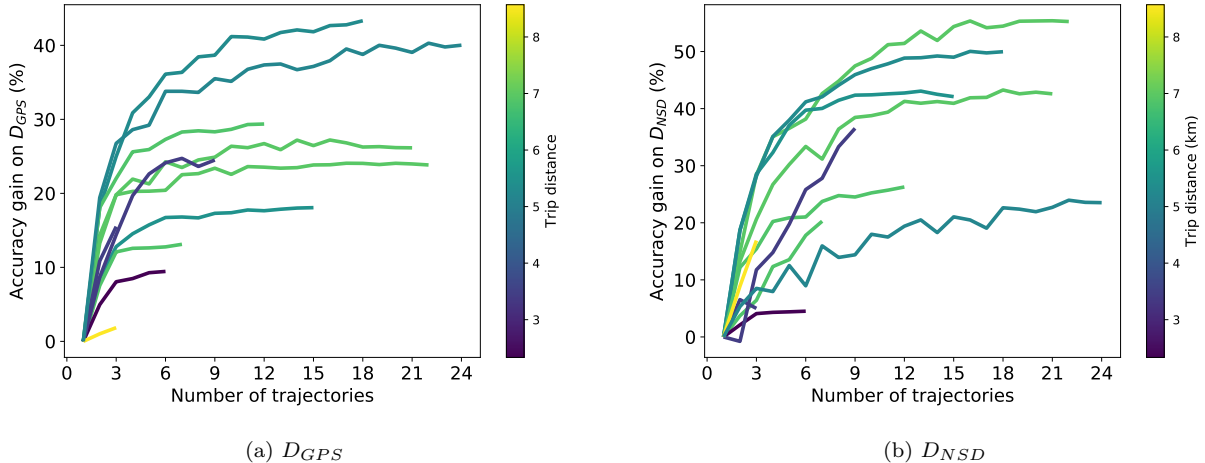 Accuracy gain on D_GPS (%)
40
30
20
10
0
0 3 6 9 12 15 18 21 24
Number of trajectories
8
7
6
5
4
3
Trip distance
(a) D_GPS
Accuracy gain on D_NSD (%)
50
40
30
20
10
0
0 3 6 9 12 15 18 21 24
Number of trajectories
8
7
6
5
4
3
Trip distance (km)
(b) D_NSD